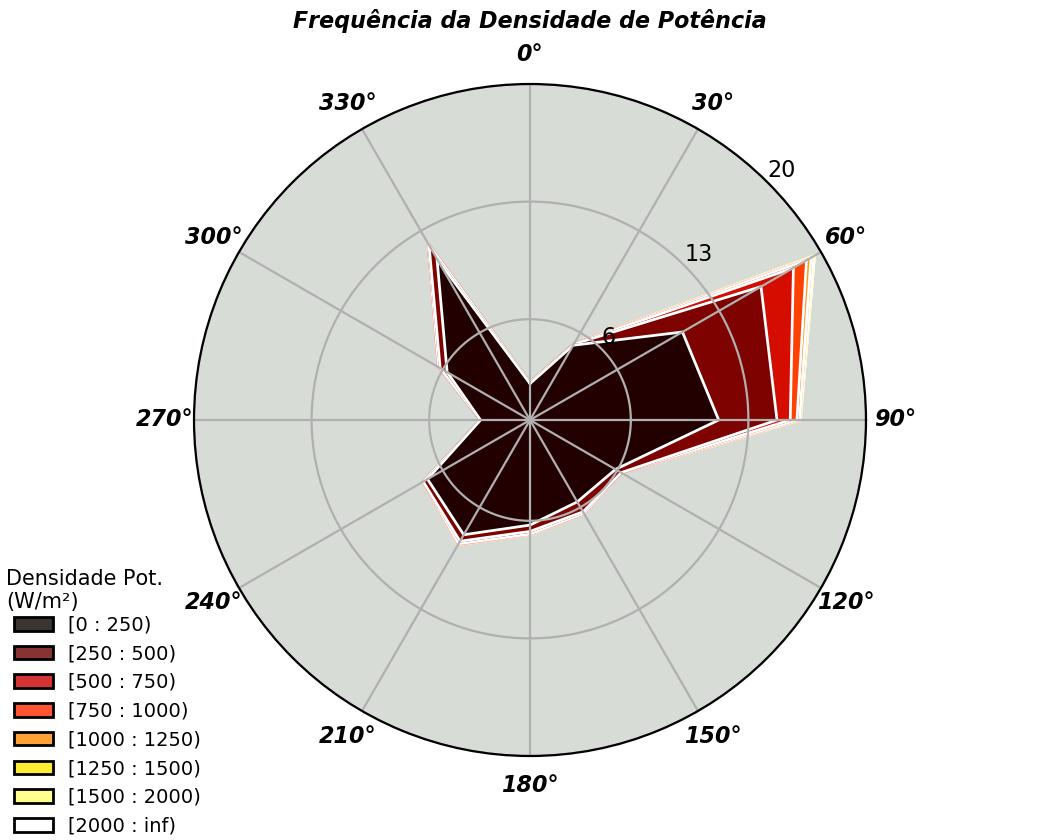 Frequência da Densidade de Potência
0°
30°
60°
90°
120°
150°
180°
210°
240°
270°
300°
330°
6
13
20
Densidade Pot.
(W/m²)
[0 : 250)
[250 : 500)
[500 : 750)
[750 : 1000)
[1000 : 1250)
[1250 : 1500)
[1500 : 2000)
[2000 : inf)